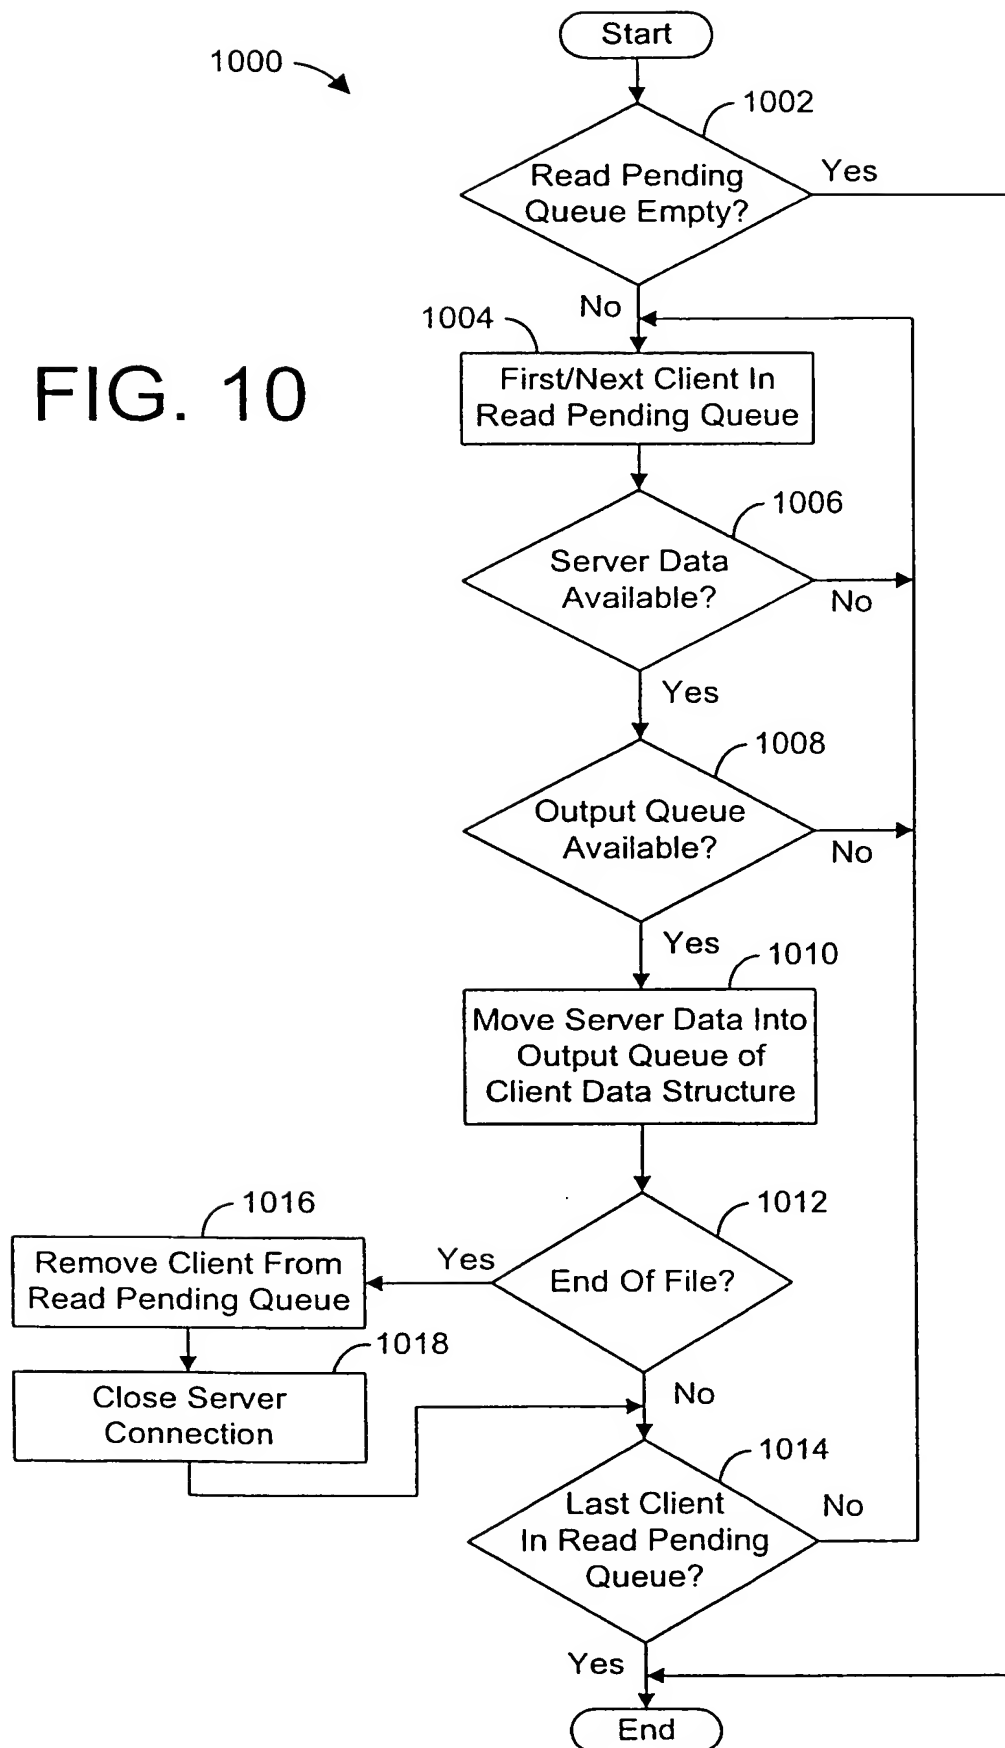 Start
1000
1002
Read Pending
Queue Empty?
Yes
No
1004
FIG. 10
First/Next Client In
Read Pending Queue
1006
Server Data
Available?
No
Yes
1008
Output Queue
Available?
No
Yes
1010
Move Server Data Into
Output Queue of
Client Data Structure
1012
1016
End Of File?
Yes
Remove Client From
Read Pending Queue
1018
Close Server
Connection
No
1014
Last Client
In Read Pending
Queue?
No
Yes
End